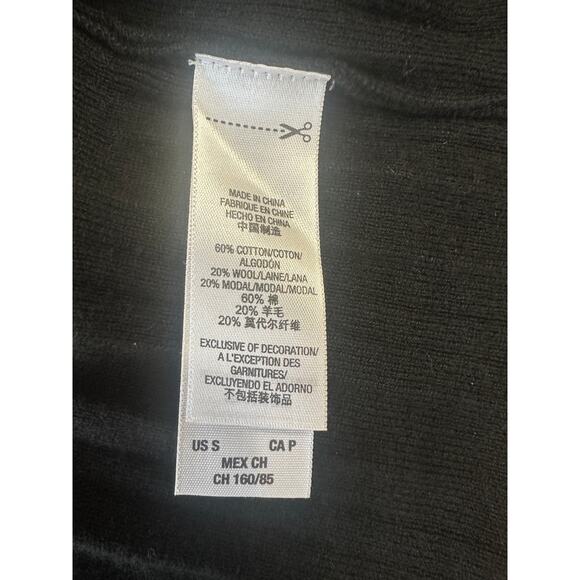 MADE IN CHINA
FABRIQUE EN CHINE
HECHO EN CHINA
中国制造
60% COTTON/COTON/
ALGODÓN
20% WOOL/LAINE/LANA
20% MODAL/MODAL/MODAL
60% 棉
20% 羊毛
20% 莫代尔纤维
EXCLUSIVE OF DECORATION/
A L'EXCEPTION DES
GARNITURES/
EXCLUYENDO EL ADORNO
不包括装饰品
US S CA P
MEX CH
CH 160/85